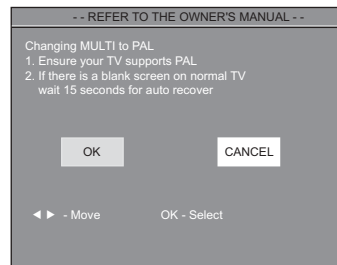 - - REFER TO THE OWNER'S MANUAL - -
Changing MULTI to PAL
1. Ensure your TV supports PAL
2. If there is a blank screen on normal TV
wait 15 seconds for auto recover
OK CANCEL
◀ ▶ - Move OK - Select